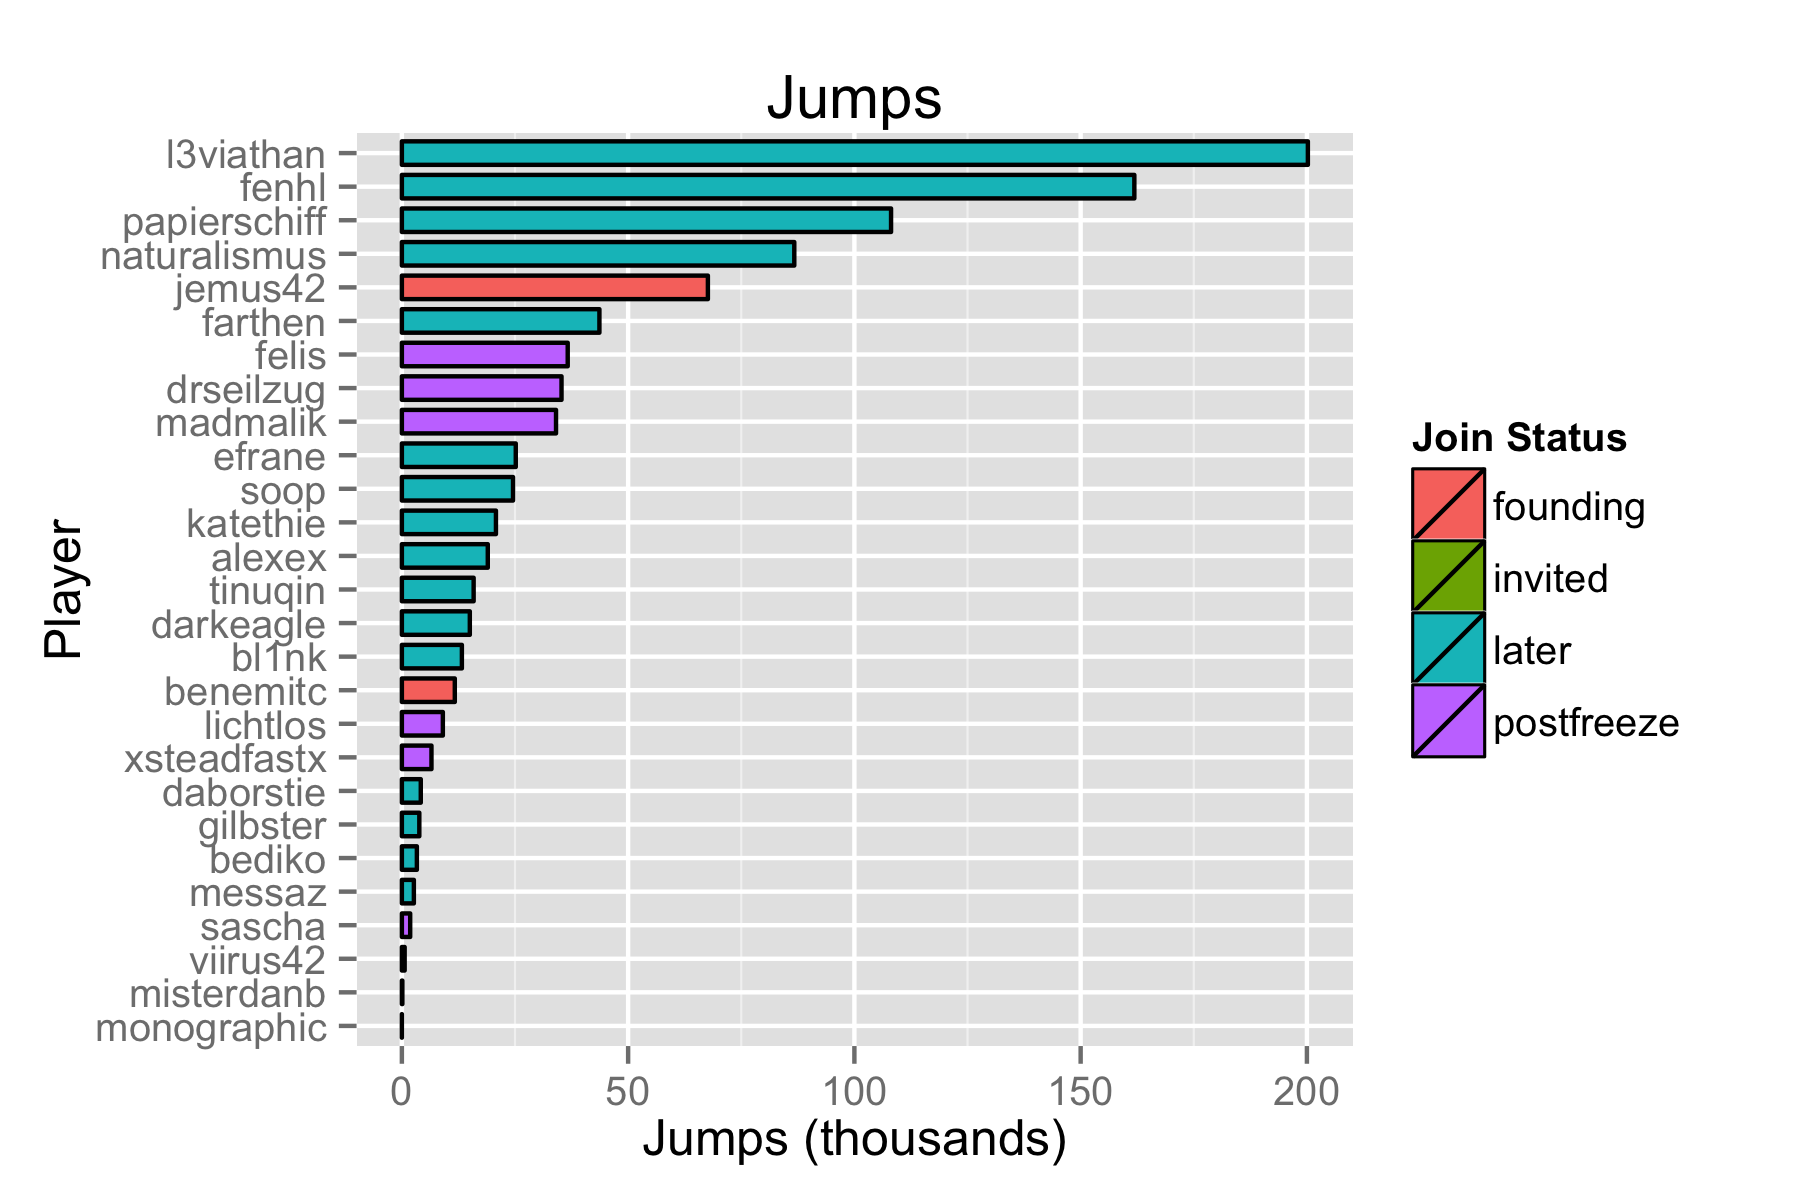 Jumps
l3viathan
fenhl
papierschiff
naturalismus
jemus42
farthen
felis
drseilzug
madmalik
efrane
soop
katethie
alexex
tinuqin
darkeagle
bl1nk
benemitc
lichtlos
xsteadfastx
daborstie
gilbster
bediko
messaz
sascha
viirus42
misterdanb
monographic
Player
0 50 100 150 200
Jumps (thousands)
Join Status
founding
invited
later
postfreeze